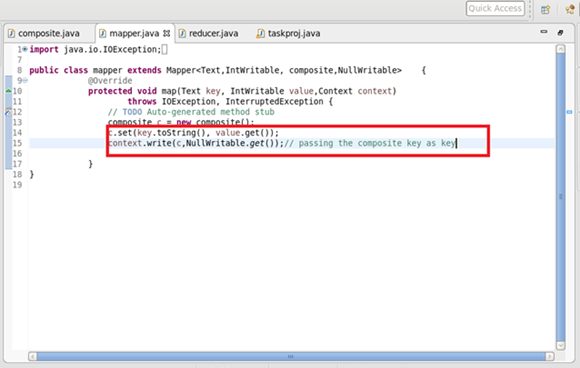 Quick Access
composite.java mapper.java reducer.java taskproj.java
1 import java.io.IOException;
7
8 public class mapper extends Mapper<Text,IntWritable, composite,NullWritable> {
9 @Override
10 protected void map(Text key, IntWritable value,Context context)
11 throws IOException, InterruptedException {
12 // TODO Auto-generated method stub
13 composite c = new composite();
14 c.set(key.toString(), value.get());
15 context.write(c,NullWritable.get());// passing the composite key as key
16
17 }
18 }
19